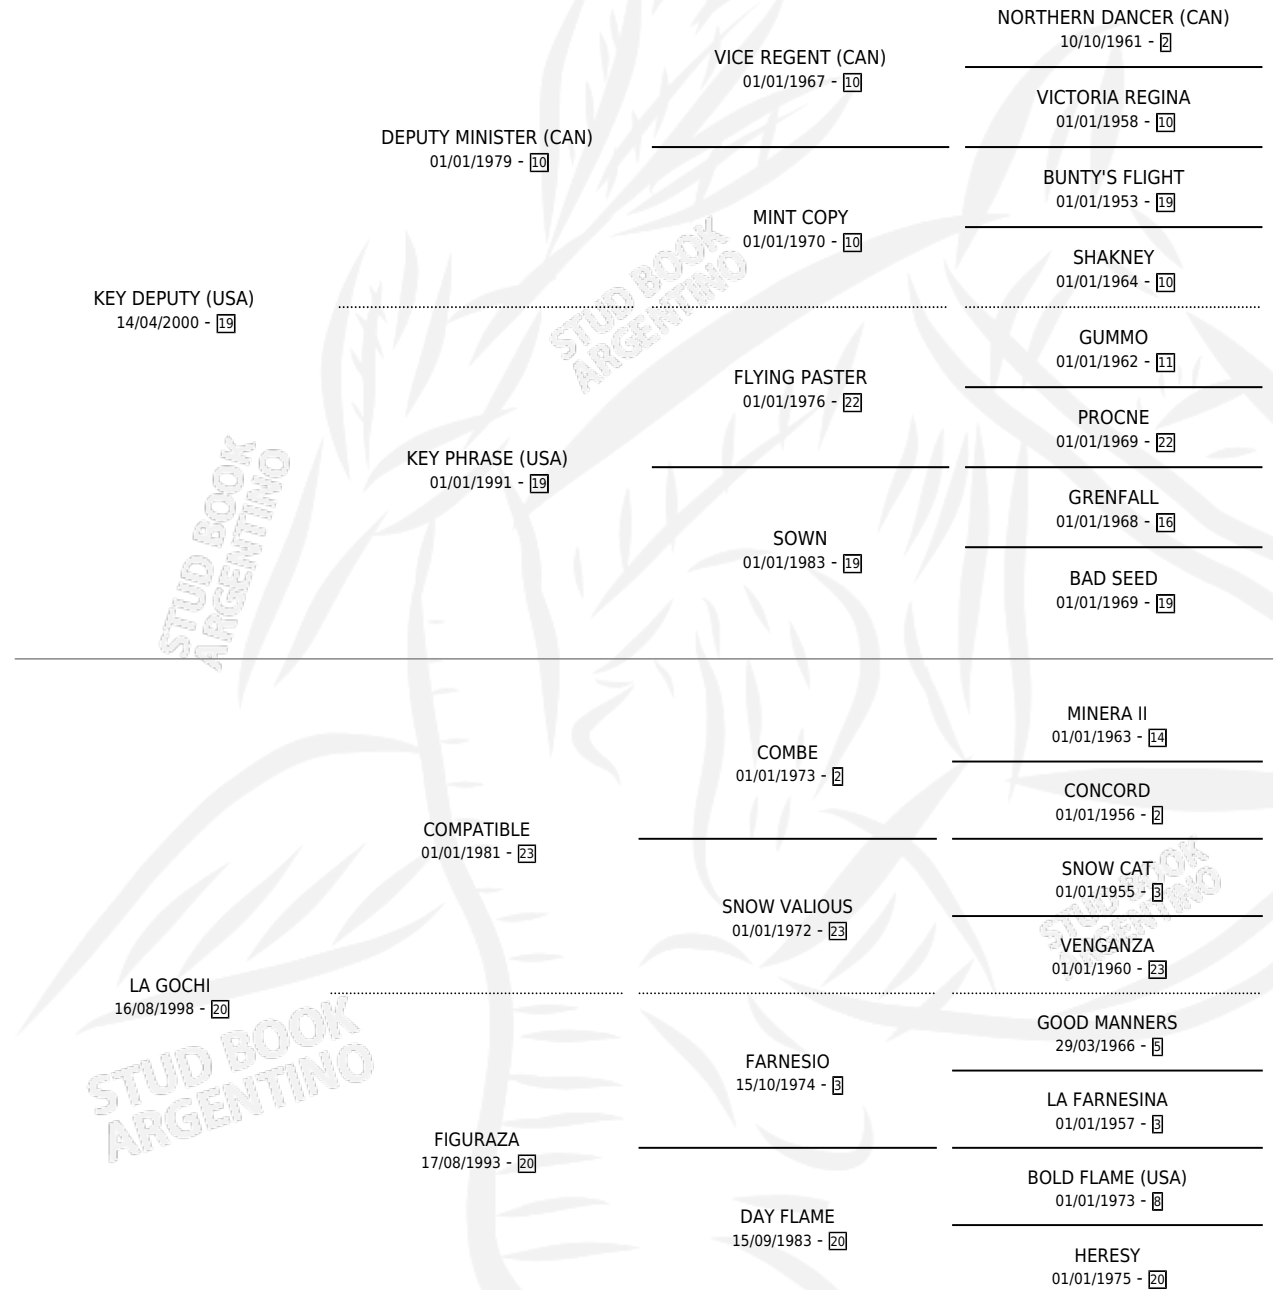 NORTHERN DANCER (CAN)
10/10/1961 - 2
VICE REGENT (CAN)
01/01/1967 - 10
VICTORIA REGINA
01/01/1958 - 10
DEPUTY MINISTER (CAN)
01/01/1979 - 10
BUNTY'S FLIGHT
01/01/1953 - 19
MINT COPY
01/01/1970 - 10
SHAKNEY
01/01/1964 - 10
KEY DEPUTY (USA)
14/04/2000 - 19
GUMMO
01/01/1962 - 11
FLYING PASTER
01/01/1976 - 22
PROCNE
01/01/1969 - 22
KEY PHRASE (USA)
01/01/1991 - 19
GRENFALL
01/01/1968 - 16
SOWN
01/01/1983 - 19
BAD SEED
01/01/1969 - 19
MINERA II
01/01/1963 - 14
COMBE
01/01/1973 - 2
CONCORD
01/01/1956 - 2
COMPATIBLE
01/01/1981 - 23
SNOW CAT
01/01/1955 - 3
SNOW VALIOUS
01/01/1972 - 23
VENGANZA
01/01/1960 - 23
LA GOCHI
16/08/1998 - 20
GOOD MANNERS
29/03/1966 - 5
FARNESIO
15/10/1974 - 3
LA FARNESINA
01/01/1957 - 3
FIGURAZA
17/08/1993 - 20
BOLD FLAME (USA)
01/01/1973 - 8
DAY FLAME
15/09/1983 - 20
HERESY
01/01/1975 - 20
STUD BOOK
ARGENTINO
STUD BOOK
ARGENTINO
STUD BOOK
ARGENTINO
STUD BOOK
ARGENTINO